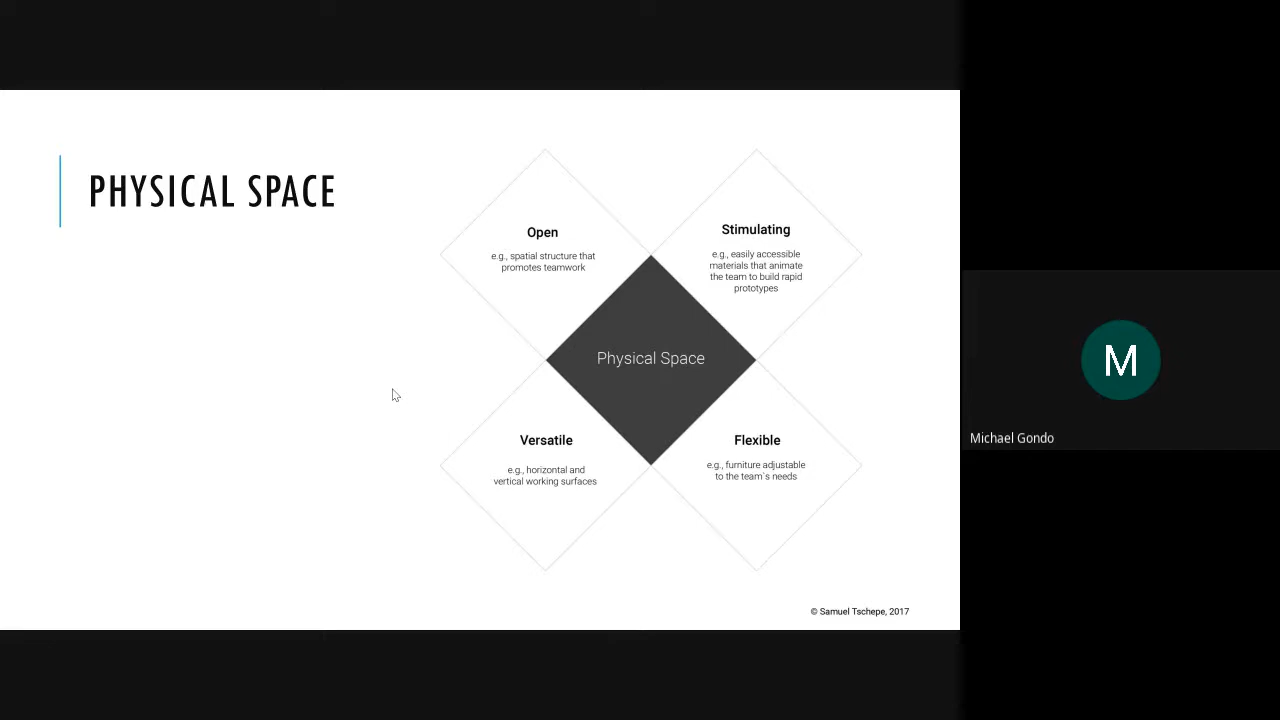 PHYSICAL SPACE
Open
e.g., spatial structure that
promotes teamwork
Stimulating
e.g., easily accessible
materials that animate
the team to build rapid
prototypes
Physical Space
Versatile
e.g., horizontal and
vertical working surfaces
Flexible
e.g., furniture adjustable
to the team`s needs
© Samuel Tschepe, 2017
M
Michael Gondo